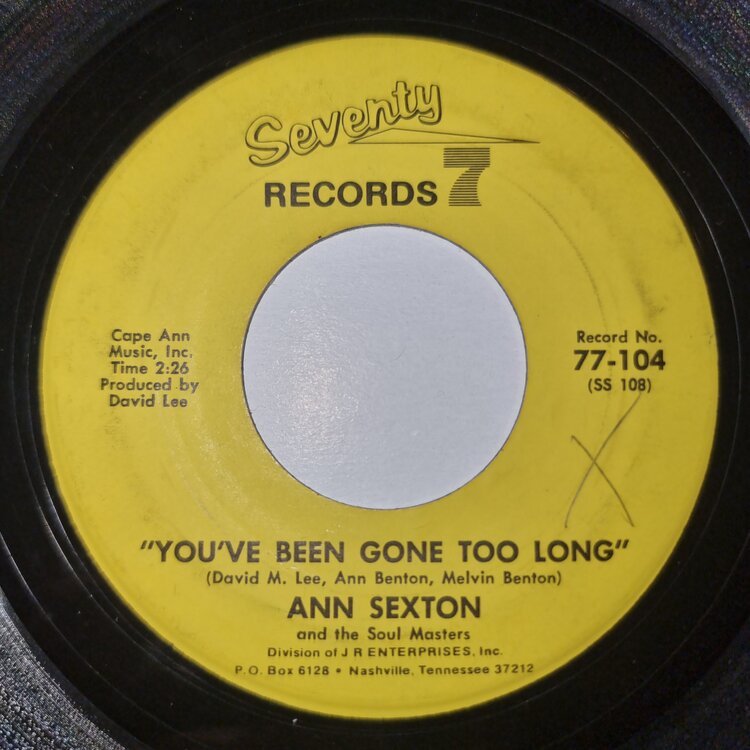 Seventy
RECORDS 7
Cape Ann
Music, Inc.
Time 2:26
Produced by
David Lee
Record No.
77-104
(SS 108)
X
"YOU'VE BEEN GONE TOO LONG"
(David M. Lee, Ann Benton, Melvin Benton)
ANN SEXTON
and the Soul Masters
Division of J R ENTERPRISES, Inc.
P.O. Box 6128 • Nashville, Tennessee 37212